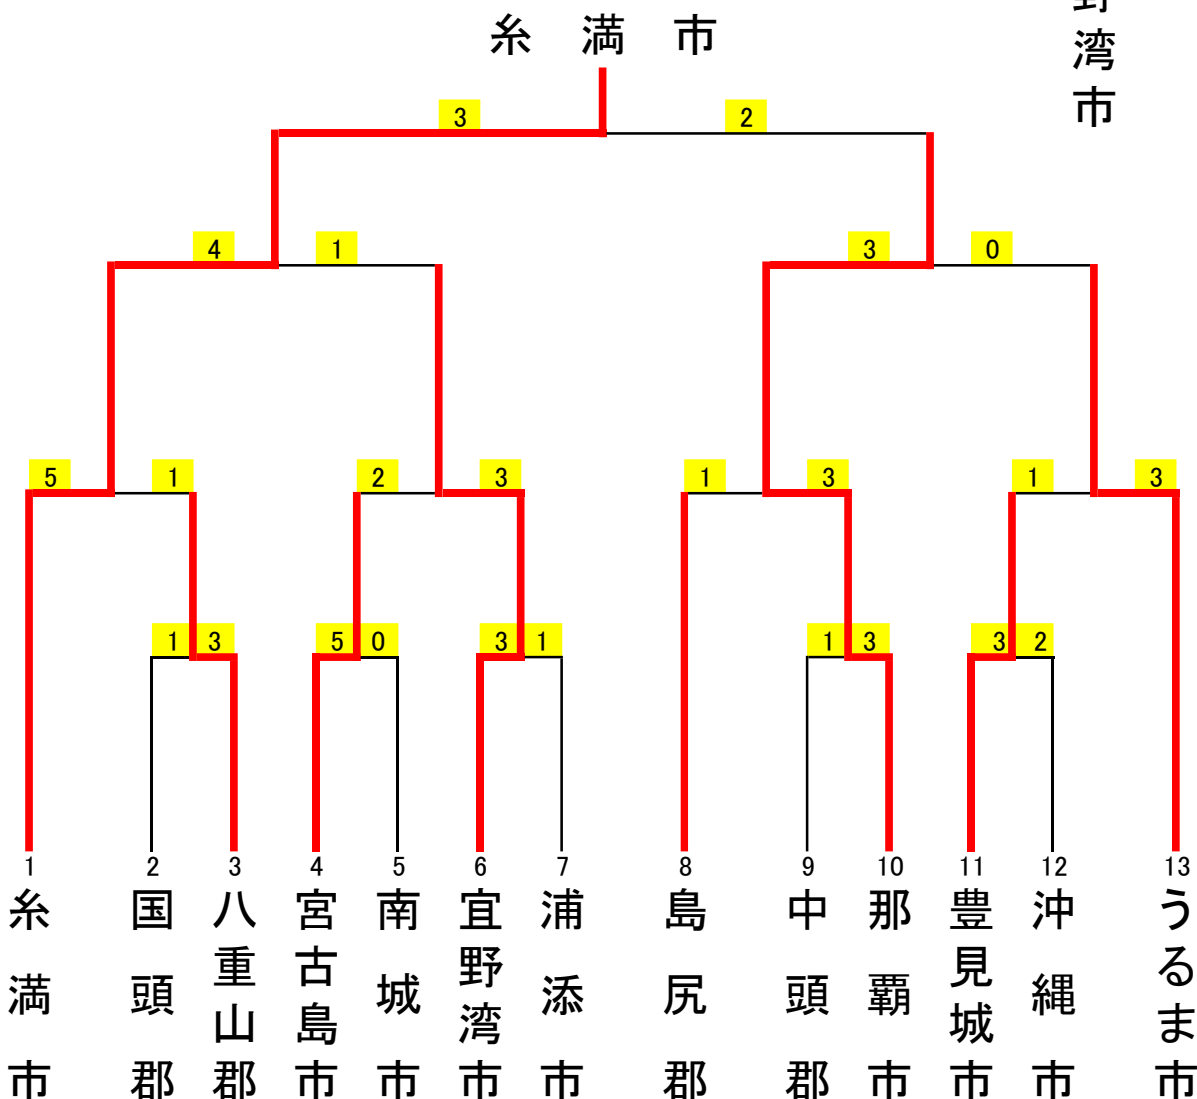 野湾市
糸満市
3 2
4 1 3 0
5 1 2 3 1 3 1 3
1 3 5 0 3 1 1 3 3 2
1 2 3 4 5 6 7 8 9 10 11 12 13
糸満市
国頭郡
八重山郡
宮古島市
南城市
宜野湾市
浦添市
島尻郡
中頭郡
那覇市
豊見城市
沖縄市
うるま市